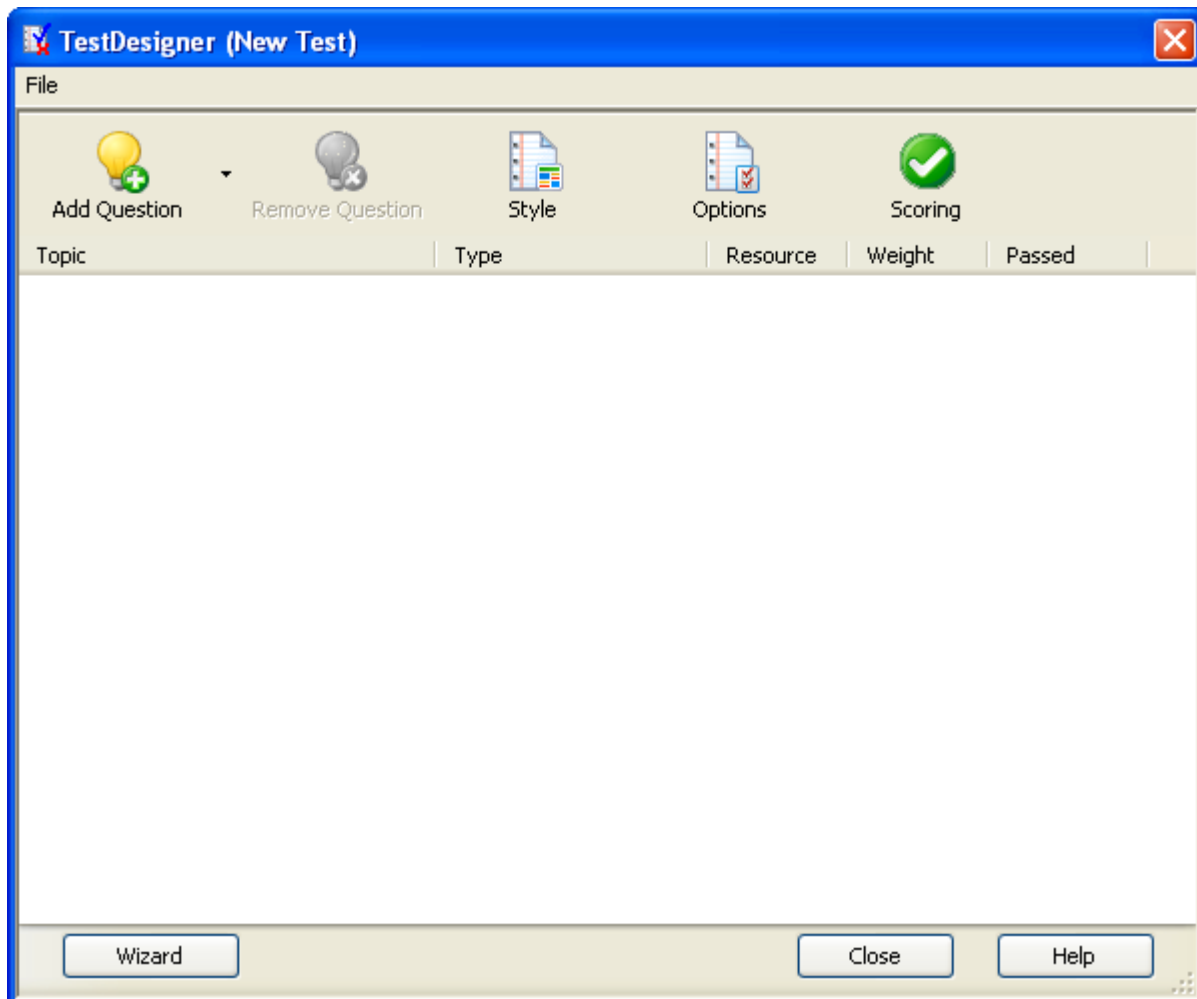 TestDesigner (New Test)
File
Add Question Remove Question Style Options Scoring
Topic Type Resource Weight Passed
Wizard Close Help